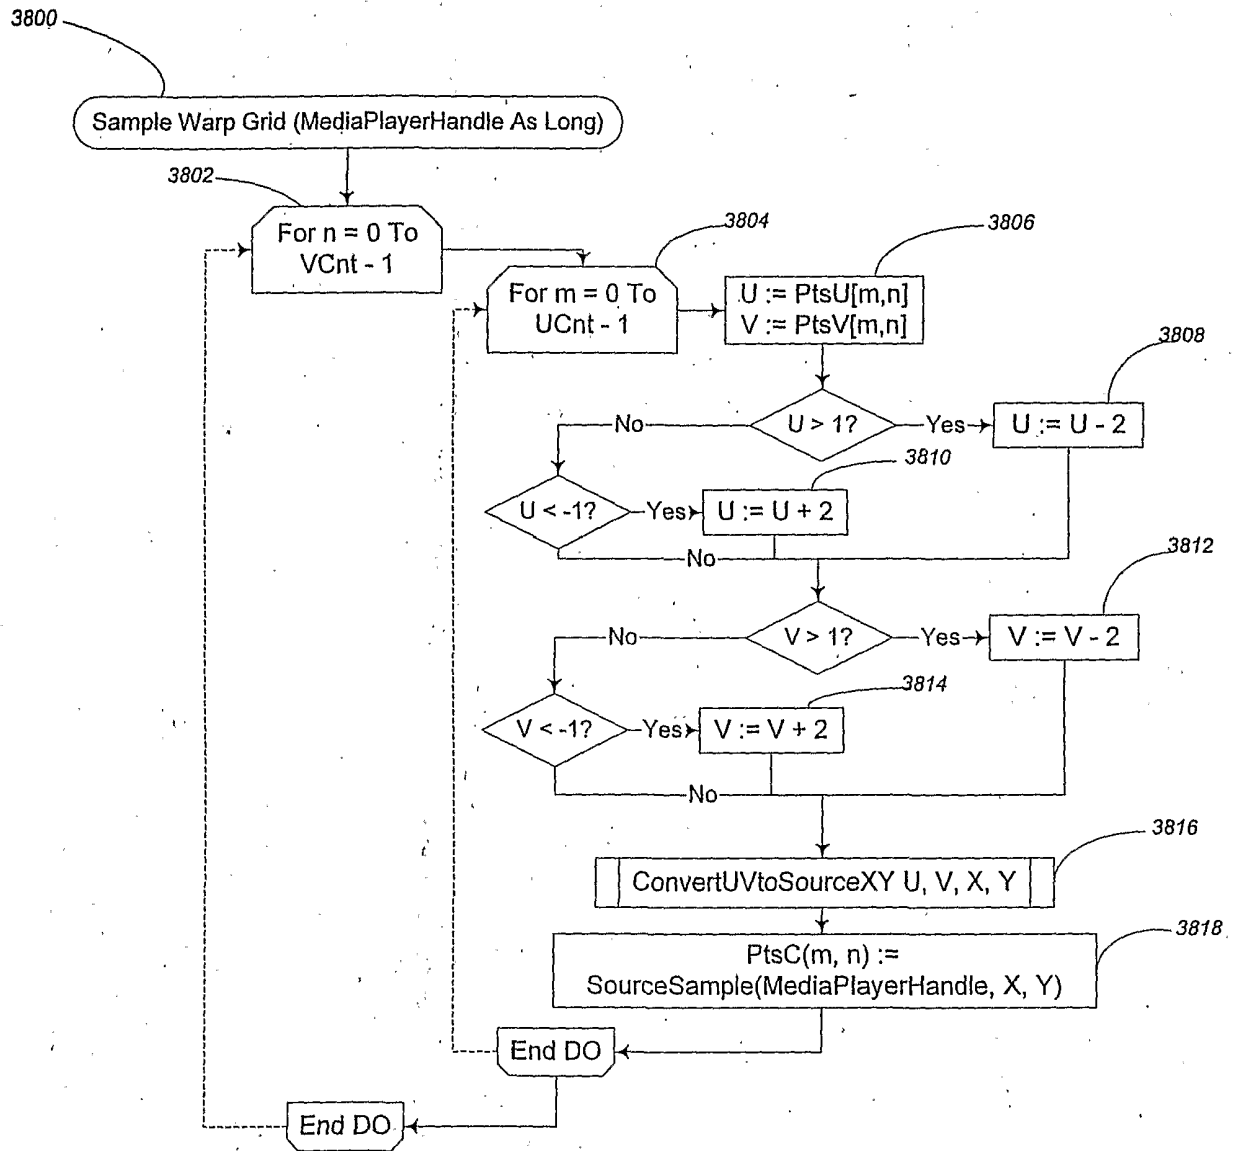 3800
Sample Warp Grid (MediaPlayerHandle As Long)
3802
For n = 0 To
VCnt - 1
3804
For m = 0 To
UCnt - 1
3806
U := PtsU[m,n]
V := PtsV[m,n]
3808
U > 1?
No
Yes
U := U - 2
3810
U < -1?
Yes
U := U + 2
No
3812
V > 1?
No
Yes
V := V - 2
3814
V < -1?
Yes
V := V + 2
No
3816
ConvertUVtoSourceXY U, V, X, Y
3818
PtsC(m, n) :=
SourceSample(MediaPlayerHandle, X, Y)
End DO
End DO